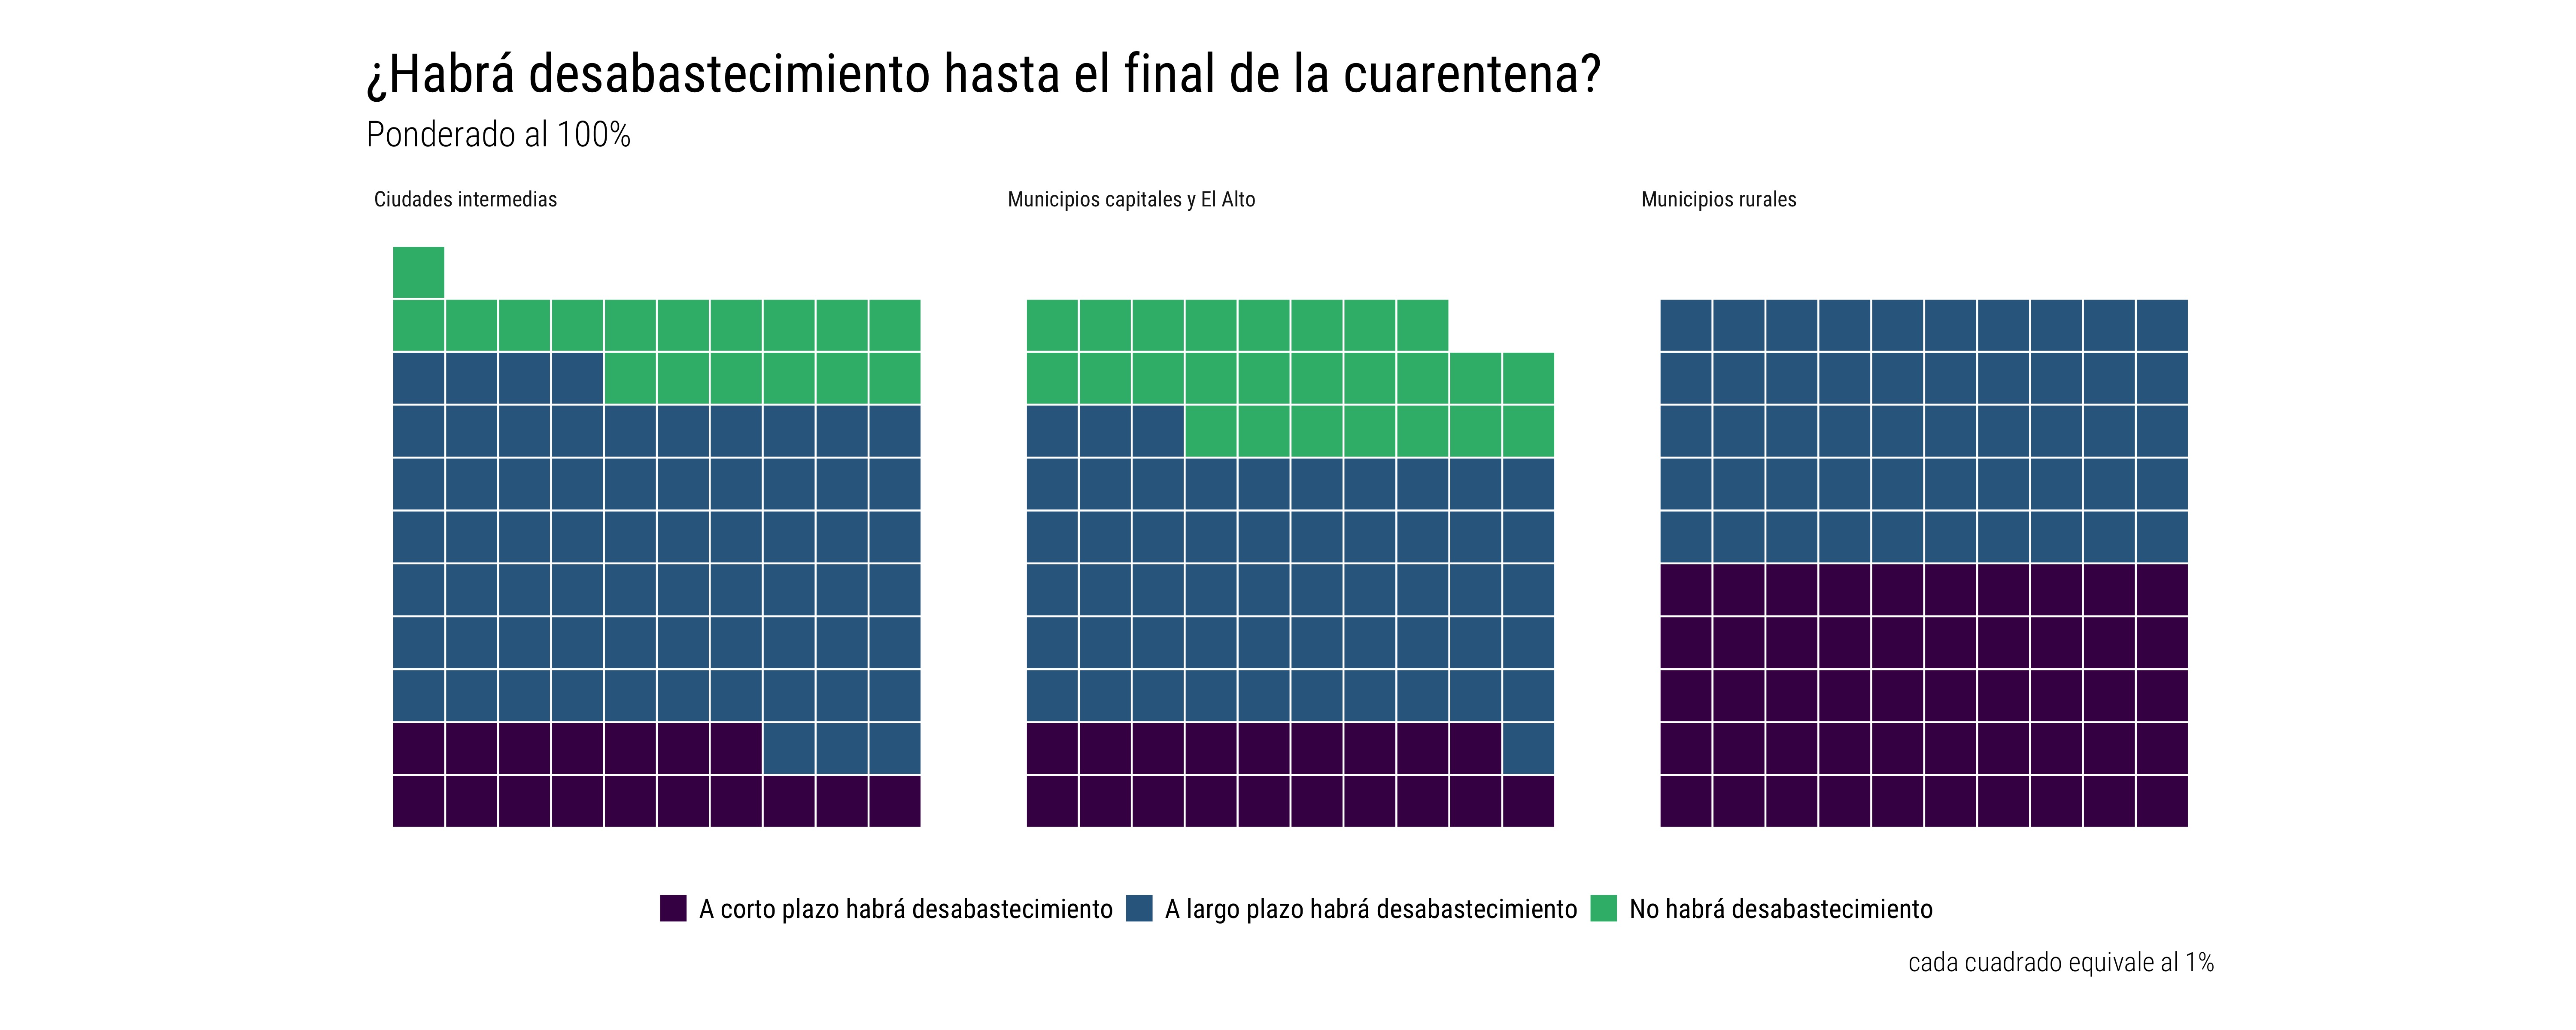 ¿Habrá desabastecimiento hasta el final de la cuarentena?
Ponderado al 100%
Ciudades intermedias
Municipios capitales y El Alto
Municipios rurales
A corto plazo habrá desabastecimiento
A largo plazo habrá desabastecimiento
No habrá desabastecimiento
cada cuadrado equivale al 1%